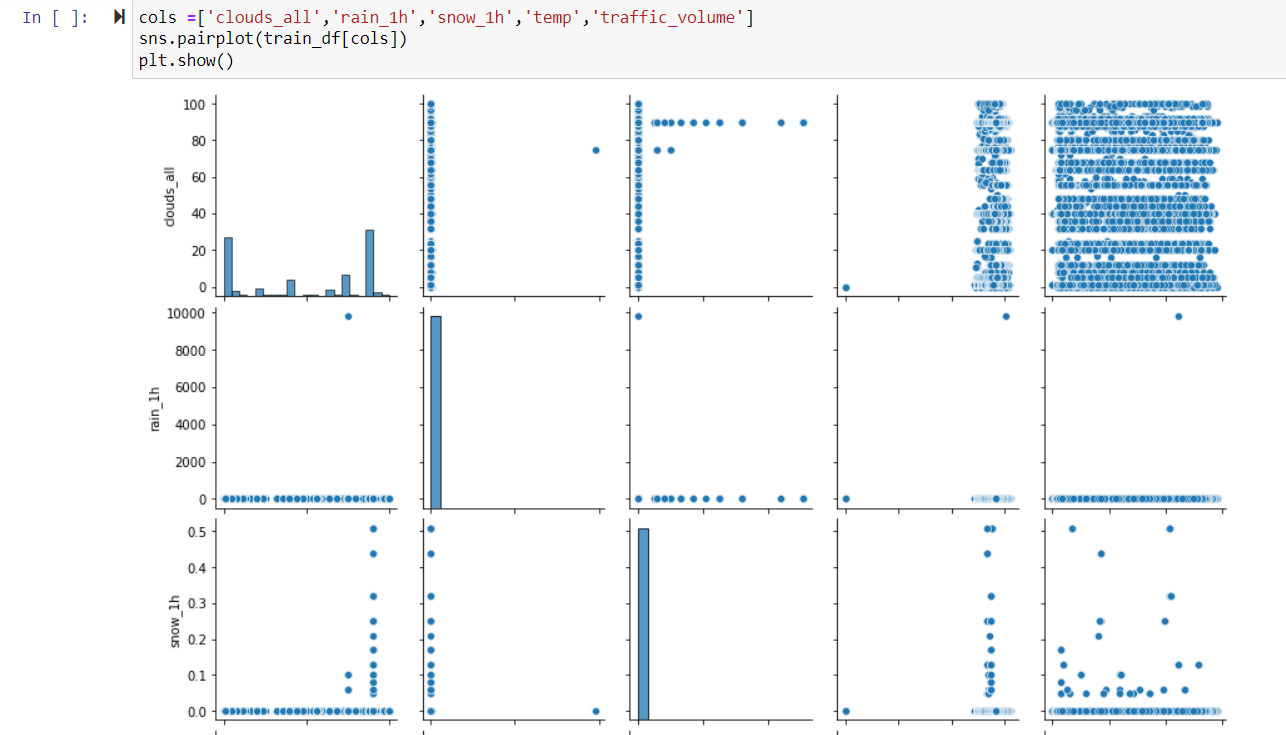 In [ ]:
cols =['clouds_all','rain_1h','snow_1h','temp','traffic_volume']
sns.pairplot(train_df[cols])
plt.show()
100
80
60
40
20
0
clouds_all
10000
8000
6000
4000
2000
0
rain_1h
0.5
0.4
0.3
0.2
0.1
0.0
snow_1h